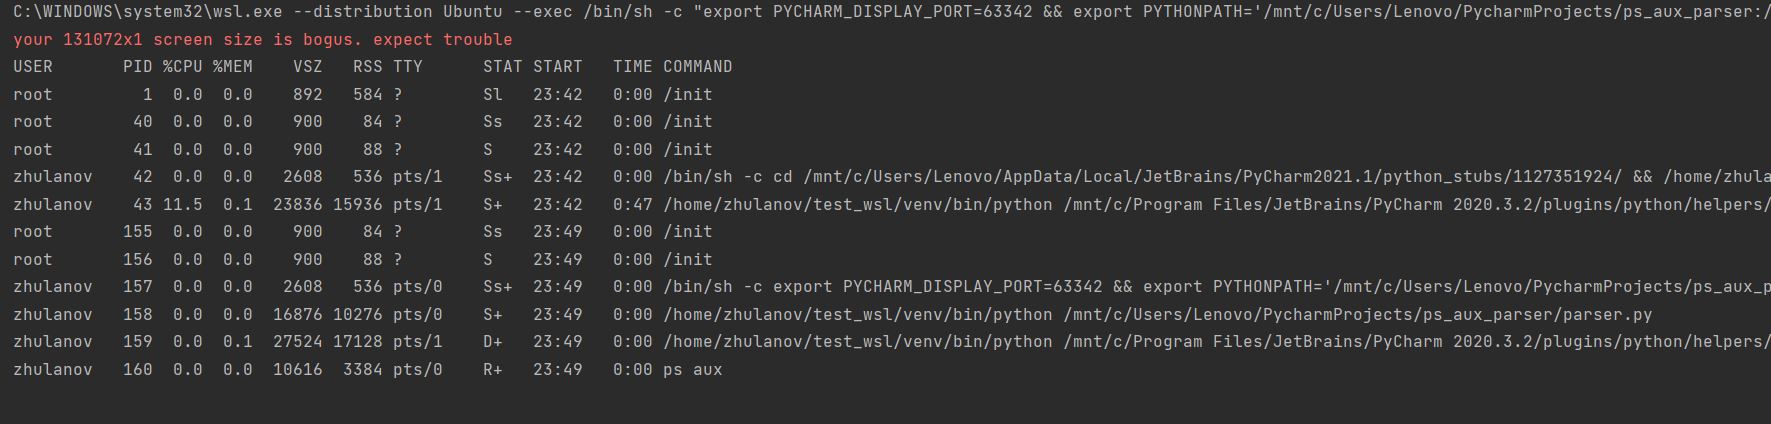 C:\WINDOWS\system32\wsl.exe --distribution Ubuntu --exec /bin/sh -c "export PYCHARM_DISPLAY_PORT=63342 && export PYTHONPATH='/mnt/c/Users/Lenovo/PycharmProjects/ps_aux_parser:/
your 131072x1 screen size is bogus. expect trouble
USER       PID %CPU %MEM    VSZ   RSS TTY      STAT START   TIME COMMAND
root         1  0.0  0.0    892   584 ?        Sl   23:42   0:00 /init
root        40  0.0  0.0    900    84 ?        Ss   23:42   0:00 /init
root        41  0.0  0.0    900    88 ?        S    23:42   0:00 /init
zhulanov    42  0.0  0.0   2608   536 pts/1    Ss+  23:42   0:00 /bin/sh -c cd /mnt/c/Users/Lenovo/AppData/Local/JetBrains/PyCharm2021.1/python_stubs/1127351924/ && /home/zhula
zhulanov    43 11.5  0.1  23836 15936 pts/1    S+   23:42   0:47 /home/zhulanov/test_wsl/venv/bin/python /mnt/c/Program Files/JetBrains/PyCharm 2020.3.2/plugins/python/helpers/
root       155  0.0  0.0    900    84 ?        Ss   23:49   0:00 /init
root       156  0.0  0.0    900    88 ?        S    23:49   0:00 /init
zhulanov   157  0.0  0.0   2608   536 pts/0    Ss+  23:49   0:00 /bin/sh -c export PYCHARM_DISPLAY_PORT=63342 && export PYTHONPATH='/mnt/c/Users/Lenovo/PycharmProjects/ps_aux_p
zhulanov   158  0.0  0.0  16876 10276 pts/0    S+   23:49   0:00 /home/zhulanov/test_wsl/venv/bin/python /mnt/c/Users/Lenovo/PycharmProjects/ps_aux_parser/parser.py
zhulanov   159  0.0  0.1  27524 17128 pts/1    D+   23:49   0:00 /home/zhulanov/test_wsl/venv/bin/python /mnt/c/Program Files/JetBrains/PyCharm 2020.3.2/plugins/python/helpers/
zhulanov   160  0.0  0.0  10616  3384 pts/0    R+   23:49   0:00 ps aux